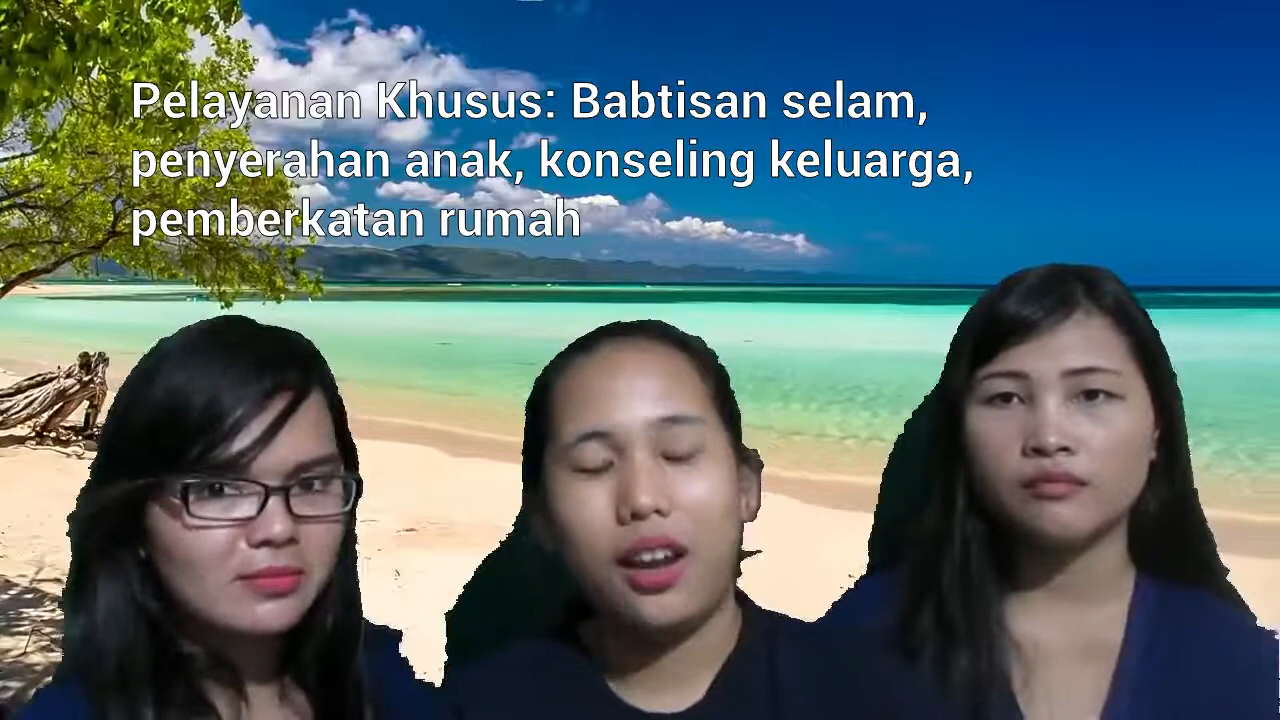 Pelayanan Khusus: Babtisan selam,
penyerahan anak, konseling keluarga,
pemberkatan rumah